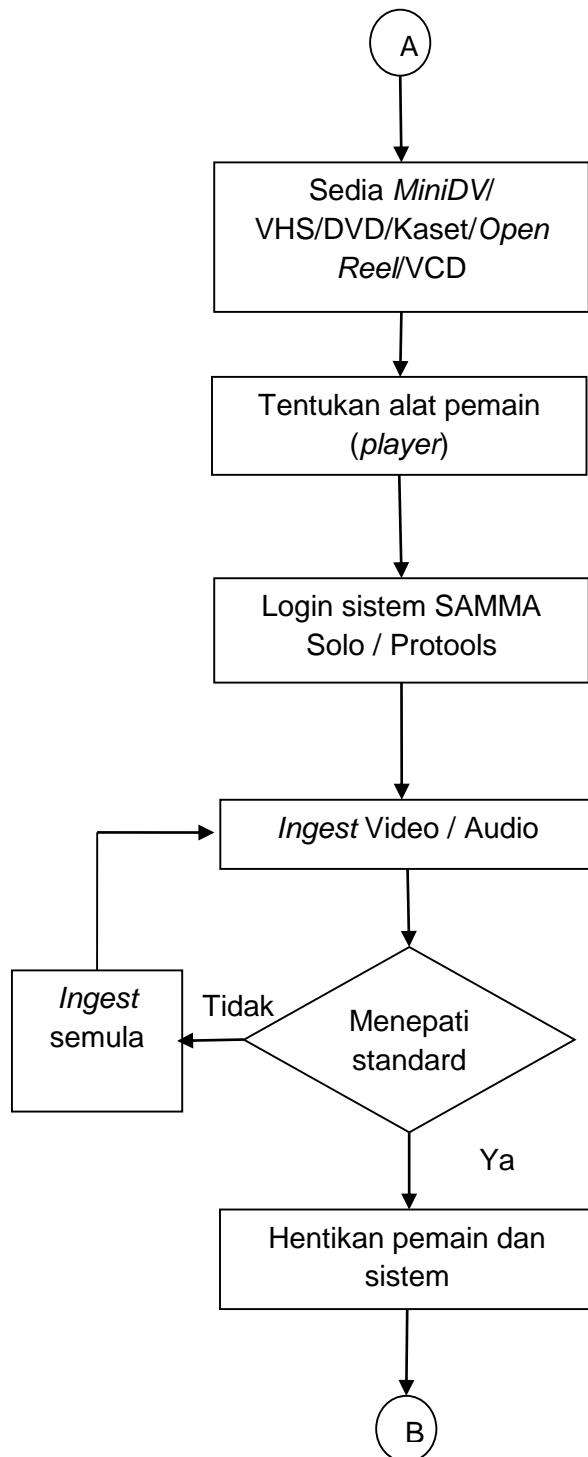 A
Sedia MiniDV/
VHS/DVD/Kaset/Open
Reel/VCD
Tentukan alat pemain
(player)
Login sistem SAMMA
Solo / Protools
Ingest Video / Audio
Ingest
semula
Tidak
Menepati
standard
Ya
Hentikan pemain dan
sistem
B